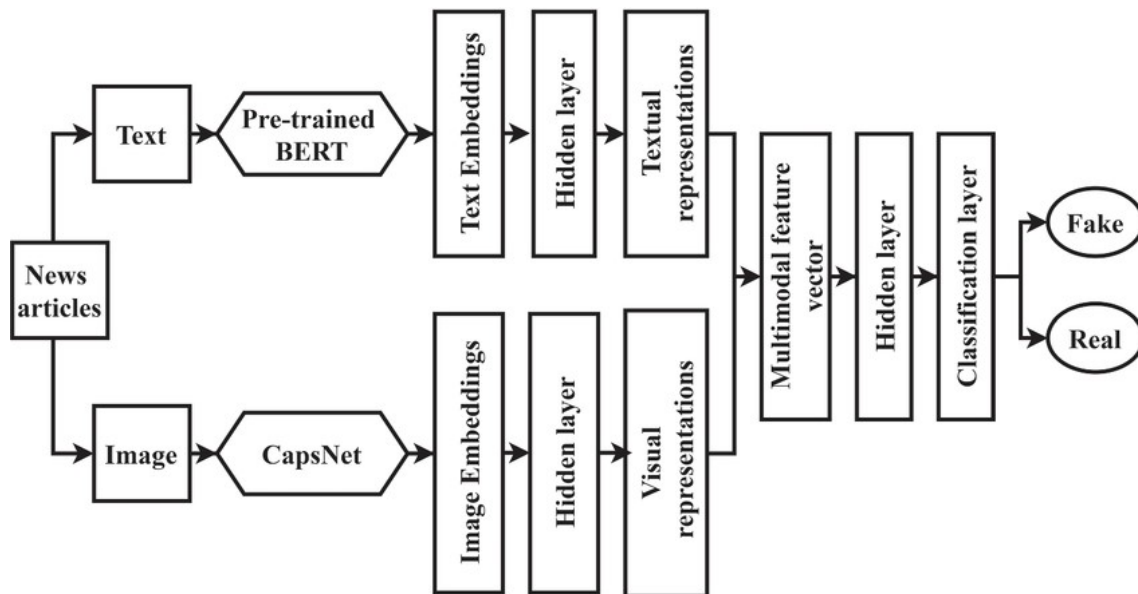 News
articles
Text
Pre-trained
BERT
Text Embeddings
Hidden layer
Textual
representations
Image
CapsNet
Image Embeddings
Hidden layer
Visual
representations
Multimodal feature
vector
Hidden layer
Classification layer
Fake
Real